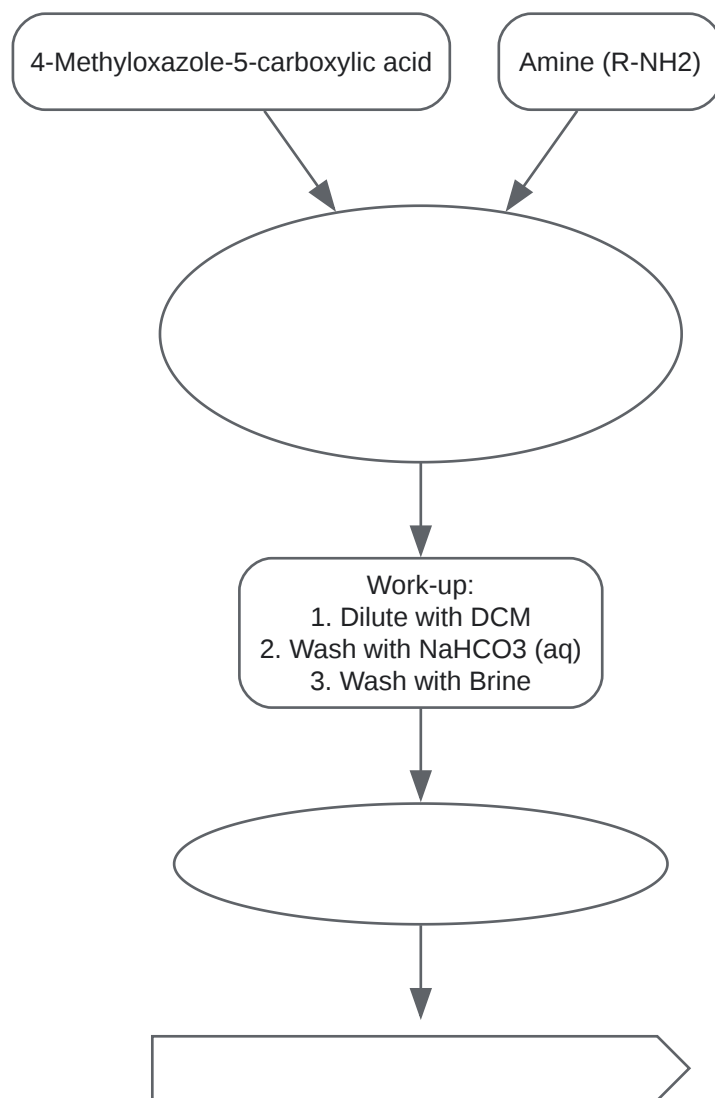 4-Methyloxazole-5-carboxylic acid
Amine (R-NH2)
Work-up:
1. Dilute with DCM
2. Wash with NaHCO3 (aq)
3. Wash with Brine